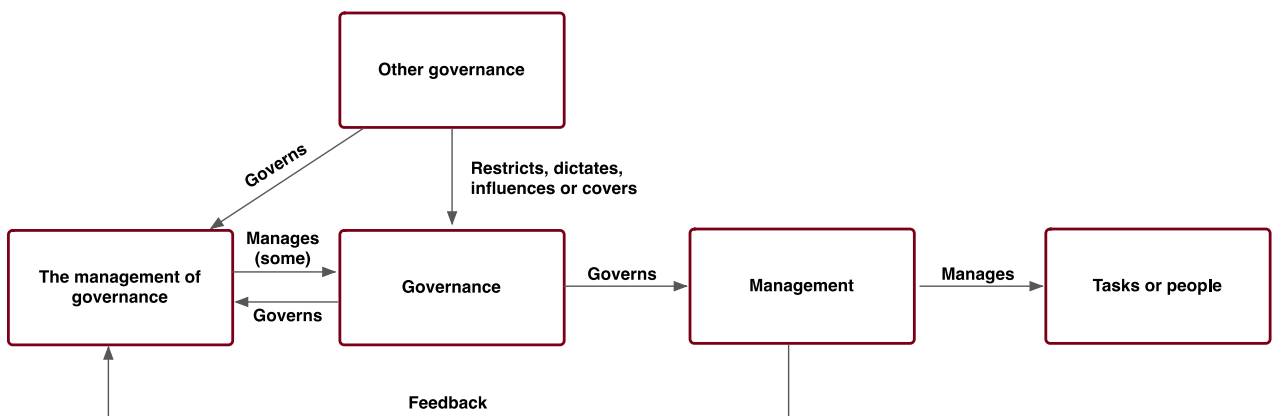 Other governance
Governs
Restricts, dictates,
influences or covers
Manages
(some)
The management of
governance
Governance
Governs
Management
Manages
Tasks or people
Governs
Feedback